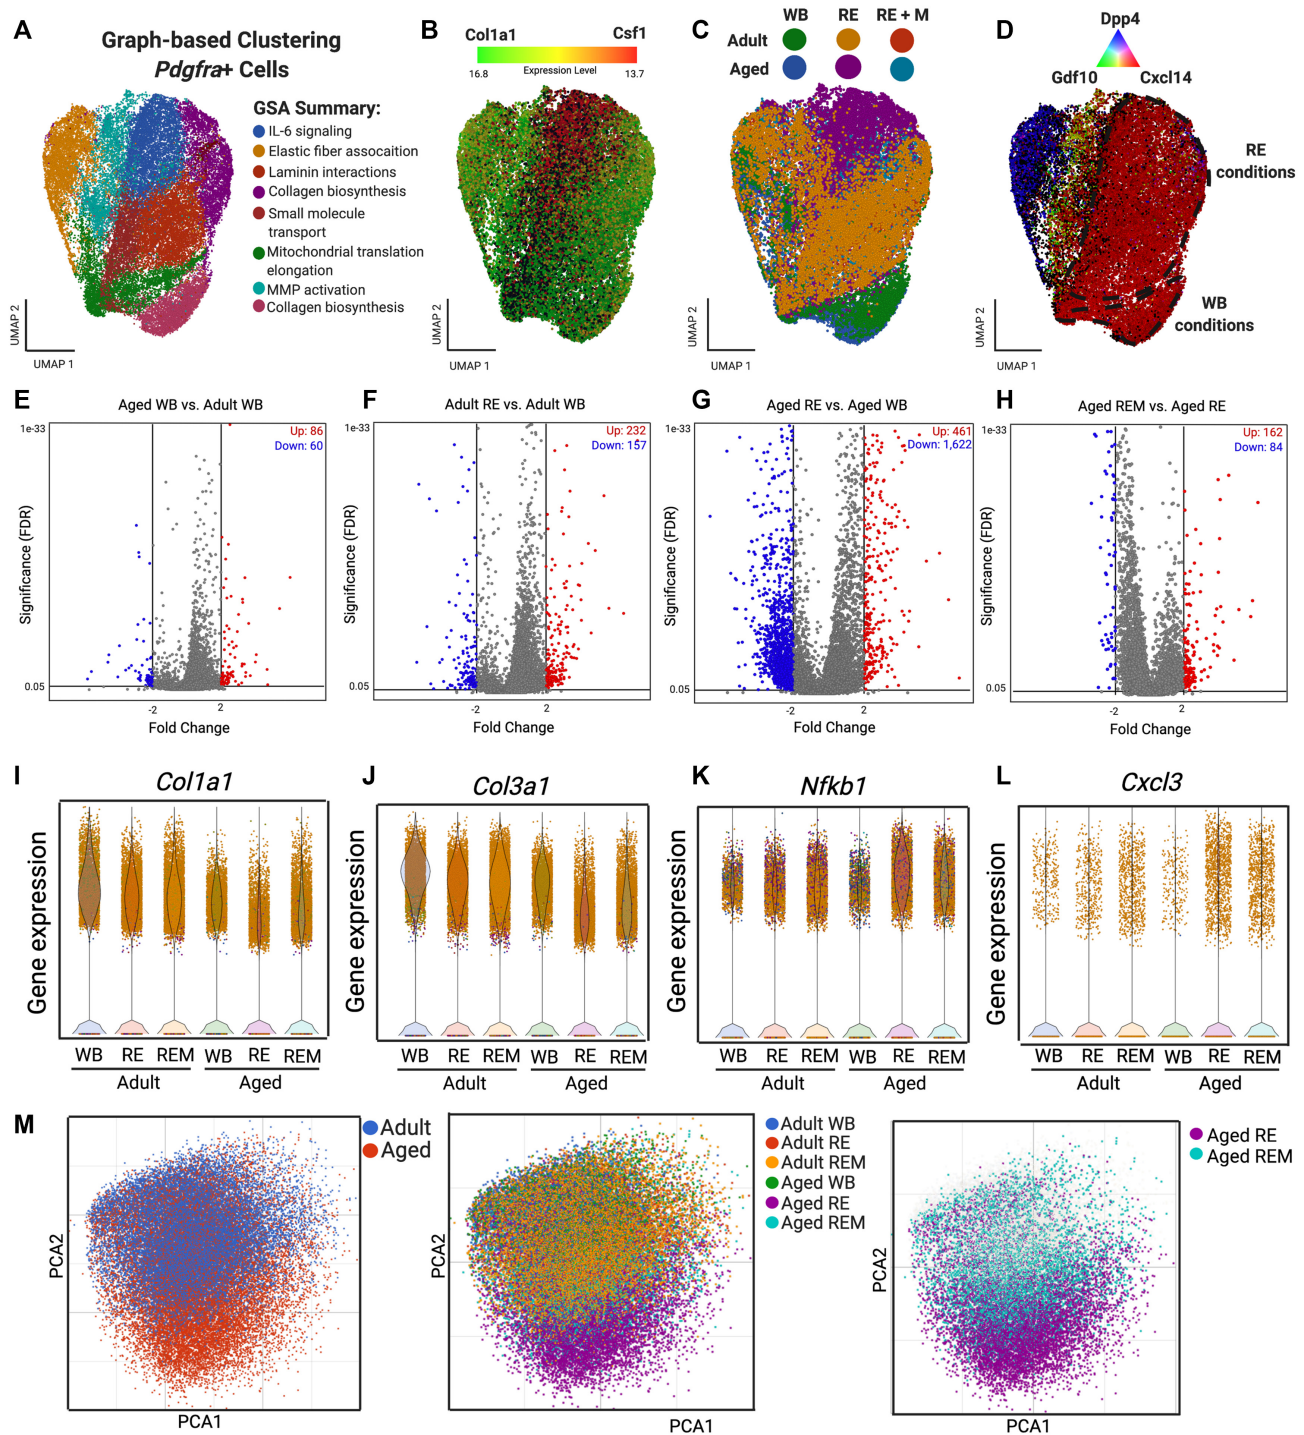 A
Graph-based Clustering
Pdgfra+ Cells
GSA Summary:
IL-6 signaling
Elastic fiber assocaition
Laminin interactions
Collagen biosynthesis
Small molecule
transport
Mitochondrial translation
elongation
MMP activation
Collagen biosynthesis
UMAP 2
UMAP 1
B
Col1a1
Csf1
16.8
Expression Level
13.7
UMAP 2
UMAP 1
C
WB
RE
RE + M
Adult
Aged
UMAP 2
UMAP 1
D
Dpp4
Gdf10
Cxcl14
RE
conditions
WB
conditions
UMAP 2
UMAP 1
E
Aged WB vs. Adult WB
1e-33
Up: 86
Down: 60
Significance (FDR)
0.05
-2
2
Fold Change
F
Adult RE vs. Adult WB
1e-33
Up: 232
Down: 157
Significance (FDR)
0.05
-2
2
Fold Change
G
Aged RE vs. Aged WB
1e-33
Up: 461
Down: 1,622
Significance (FDR)
0.05
-2
2
Fold Change
H
Aged REM vs. Aged RE
1e-33
Up: 162
Down: 84
Significance (FDR)
0.05
-2
2
Fold Change
I
Col1a1
Gene expression
WB RE REM WB RE REM
Adult Aged
J
Col3a1
Gene expression
WB RE REM WB RE REM
Adult Aged
K
Nfkb1
Gene expression
WB RE REM WB RE REM
Adult Aged
L
Cxcl3
Gene expression
WB RE REM WB RE REM
Adult Aged
M
Adult
Aged
PCA2
PCA1
Adult WB
Adult RE
Adult REM
Aged WB
Aged RE
Aged REM
PCA2
PCA1
Aged RE
Aged REM
PCA2
PCA1